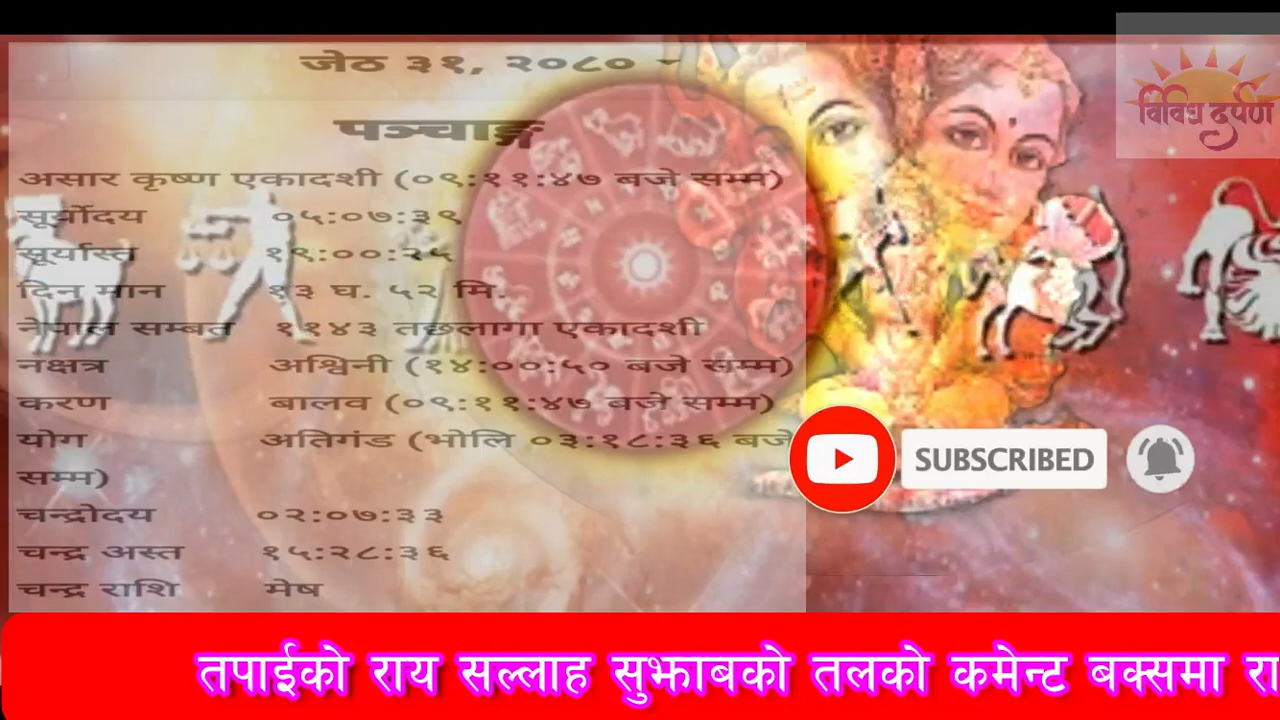 जेठ ३१, २०८०
विविध दर्पण
पञ्चाङ्ग
असार कृष्ण एकादशी (०९:११:४७ बजे सम्म)
सूर्योदय ०५:०७:३९
सूर्यास्त १९:००:२५
दिन मान १३ घ. ५२ मि.
नेपाल सम्बत ११४३ तछलागा एकादशी
नक्षत्र अश्विनी (१४:००:५० बजे सम्म)
करण बालव (०९:११:४७ बजे सम्म)
योग अतिगंड (भोलि ०३:१८:३६ बजे
सम्म)
SUBSCRIBED
चन्द्रोदय ०२:०७:३३
चन्द्र अस्त १५:२८:३६
चन्द्र राशि मेष
तपाईको राय सल्लाह सुझाबको तलको कमेन्ट बक्समा रा